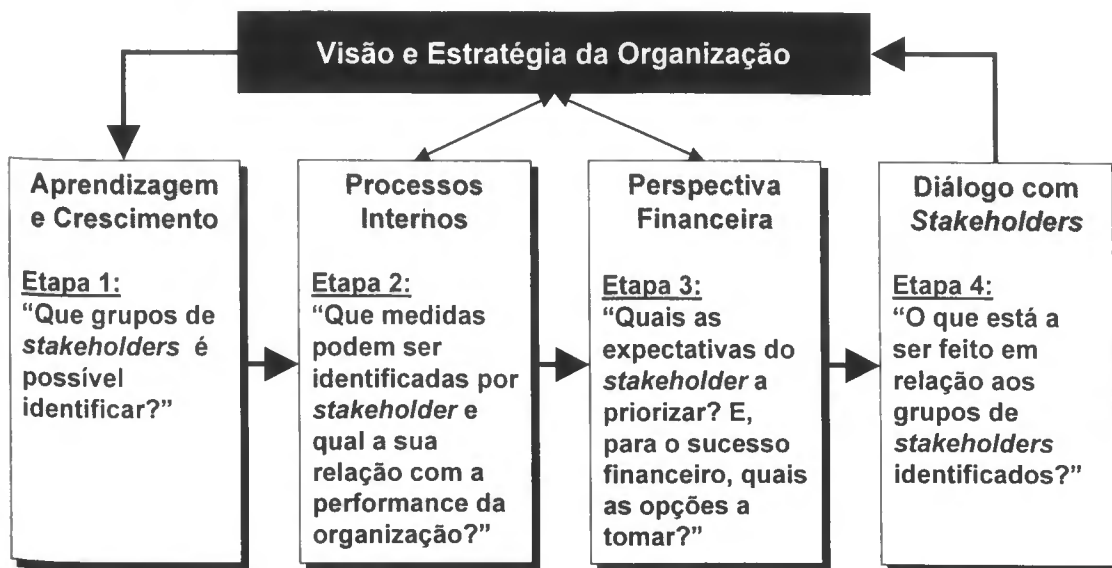 Visão e Estratégia da Organização
Aprendizagem
e Crescimento
Etapa 1:
“Que grupos de
stakeholders é
possível
identificar?”
Processos
Internos
Etapa 2:
“Que medidas
podem ser
identificadas por
stakeholder e
qual a sua
relação com a
performance da
organização?”
Perspectiva
Financeira
Etapa 3:
“Quais as
expectativas do
stakeholder a
priorizar? E,
para o sucesso
financeiro, quais
as opções a
tomar?”
Diálogo com
Stakeholders
Etapa 4:
“O que está a
ser feito em
relação aos
grupos de
stakeholders
identificados?”